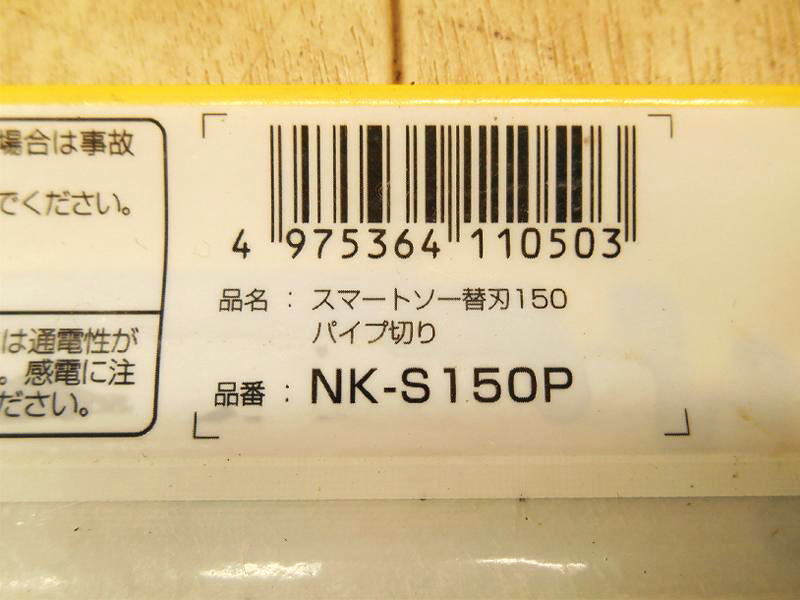 場合は事故
でください。
は通電性が
。感電に注
ださい。
4 975364 110503
品名 : スマートソー替刃150
パイプ切り
品番 : NK-S150P